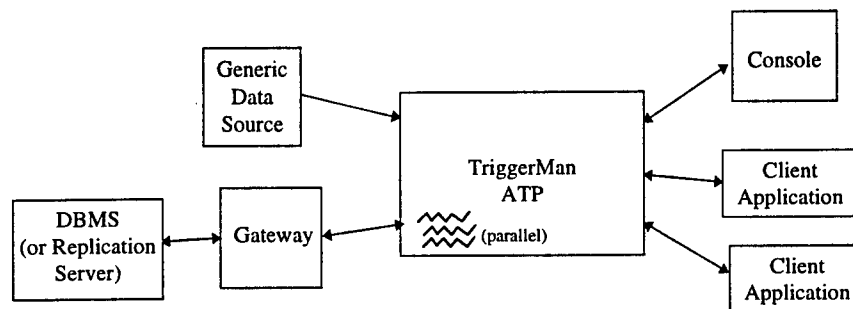 Generic
Data
Source
Console
TriggerMan
ATP
(parallel)
Client
Application
DBMS
(or Replication
Server)
Gateway
Client
Application